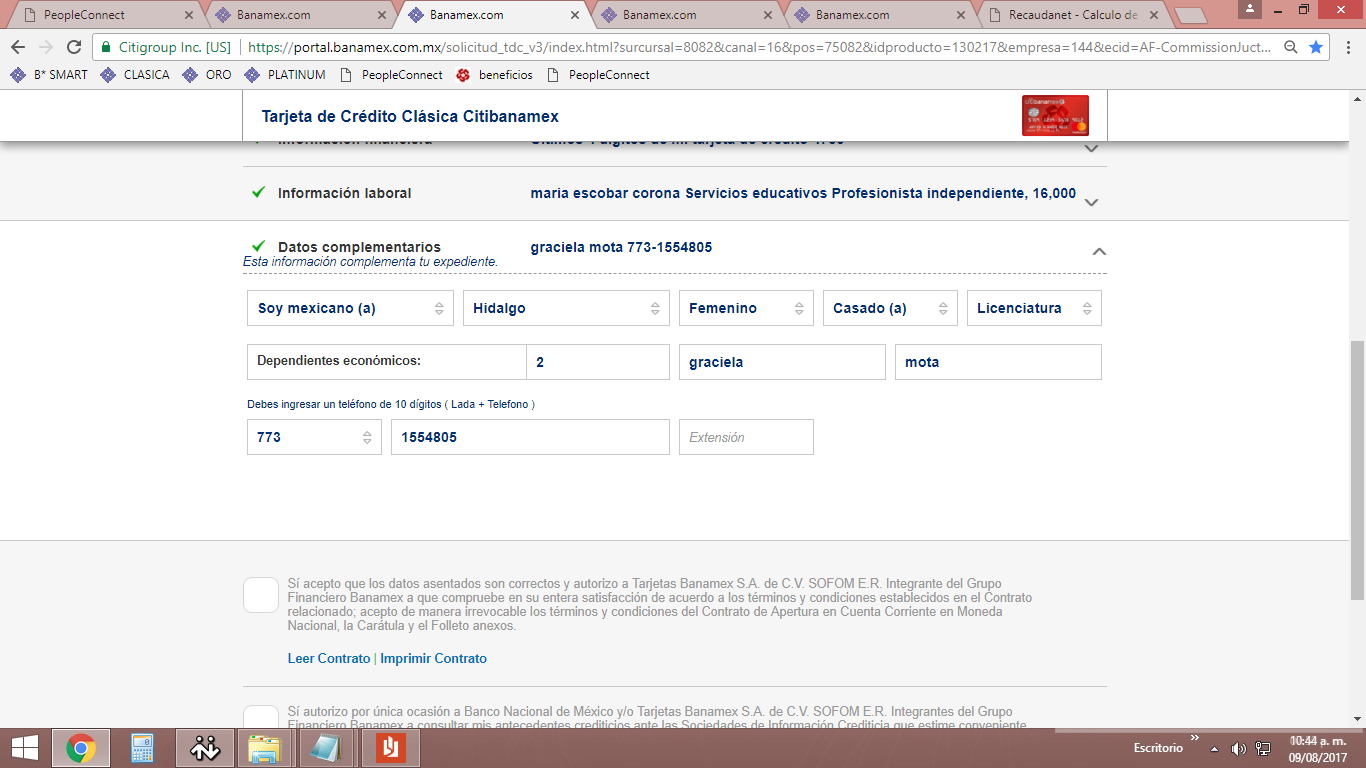 PeopleConnect
Banamex.com
Banamex.com
Banamex.com
Banamex.com
Recaudanet - Calculo de
Citigroup Inc. [US]
https://portal.banamex.com.mx/solicitud_tdc_v3/index.html?surcursal=8082&canal=16&pos=75082&idproducto=130217&empresa=144&ecid=AF-CommissionJuct...
B* SMART
CLASICA
ORO
PLATINUM
PeopleConnect
beneficios
PeopleConnect
Tarjeta de Crédito Clásica Citibanamex
Información financiera
Últimos 4 dígitos de mi tarjeta de crédito
Información laboral
maria escobar corona Servicios educativos Profesionista independiente, 16,000
Datos complementarios
graciela mota 773-1554805
Esta información complementa tu expediente.
Soy mexicano (a)
Hidalgo
Femenino
Casado (a)
Licenciatura
Dependientes económicos:
2
graciela
mota
Debes ingresar un teléfono de 10 dígitos ( Lada + Telefono )
773
1554805
Extensión
Sí acepto que los datos asentados son correctos y autorizo a Tarjetas Banamex S.A. de C.V. SOFOM E.R. Integrante del Grupo
Financiero Banamex a que compruebe en su entera satisfacción de acuerdo a los términos y condiciones establecidos en el Contrato
relacionado; acepto de manera irrevocable los términos y condiciones del Contrato de Apertura en Cuenta Corriente en Moneda
Nacional, la Carátula y el Folleto anexos.
Leer Contrato | Imprimir Contrato
Sí autorizo por única ocasión a Banco Nacional de México y/o Tarjetas Banamex S.A. de C.V. SOFOM E.R. Integrantes del Grupo
Financiero Banamex a consultar mis antecedentes crediticios ante las Sociedades de Información Crediticia que estime conveniente
Escritorio
10:44 a. m.
09/08/2017